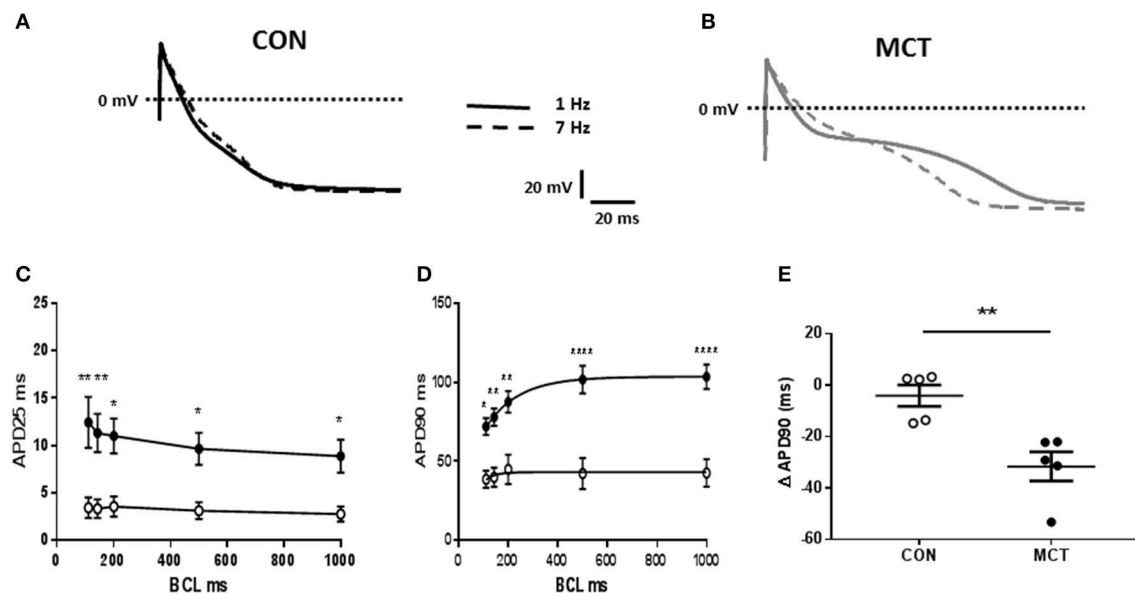 A
CON
B
MCT
0 mV
0 mV
1 Hz
7 Hz
20 mV
20 ms
C
25
20
15
10
5
0
APD25 ms
** **
*
*
*
0 200 400 600 800 1000
BCL ms
D
150
100
50
0
APD90 ms
*
**
**
****
****
0 200 400 600 800 1000
BCL ms
E
**
20
0
-20
-40
-60
Δ APD90 (ms)
CON MCT